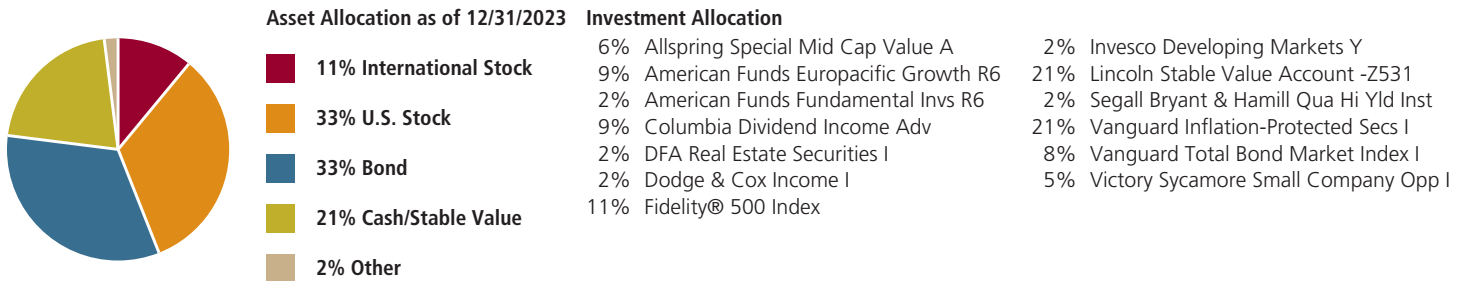 Asset Allocation as of 12/31/2023
11% International Stock
33% U.S. Stock
33% Bond
21% Cash/Stable Value
2% Other
Investment Allocation
6% Allspring Special Mid Cap Value A
9% American Funds Europacific Growth R6
2% American Funds Fundamental Invs R6
9% Columbia Dividend Income Adv
2% DFA Real Estate Securities I
2% Dodge & Cox Income I
11% Fidelity® 500 Index
2% Invesco Developing Markets Y
21% Lincoln Stable Value Account -Z531
2% Segall Bryant & Hamill Qua Hi Yld Inst
21% Vanguard Inflation-Protected Secs I
8% Vanguard Total Bond Market Index I
5% Victory Sycamore Small Company Opp I